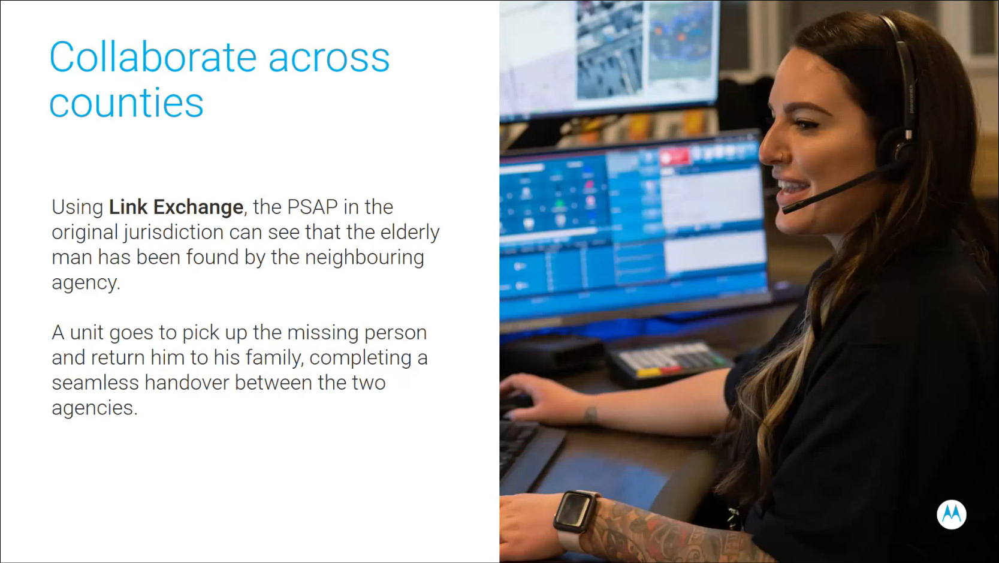 Collaborate across
counties
Using Link Exchange, the PSAP in the
original jurisdiction can see that the elderly
man has been found by the neighbouring
agency.
A unit goes to pick up the missing person
and return him to his family, completing a
seamless handover between the two
agencies.
plantronics